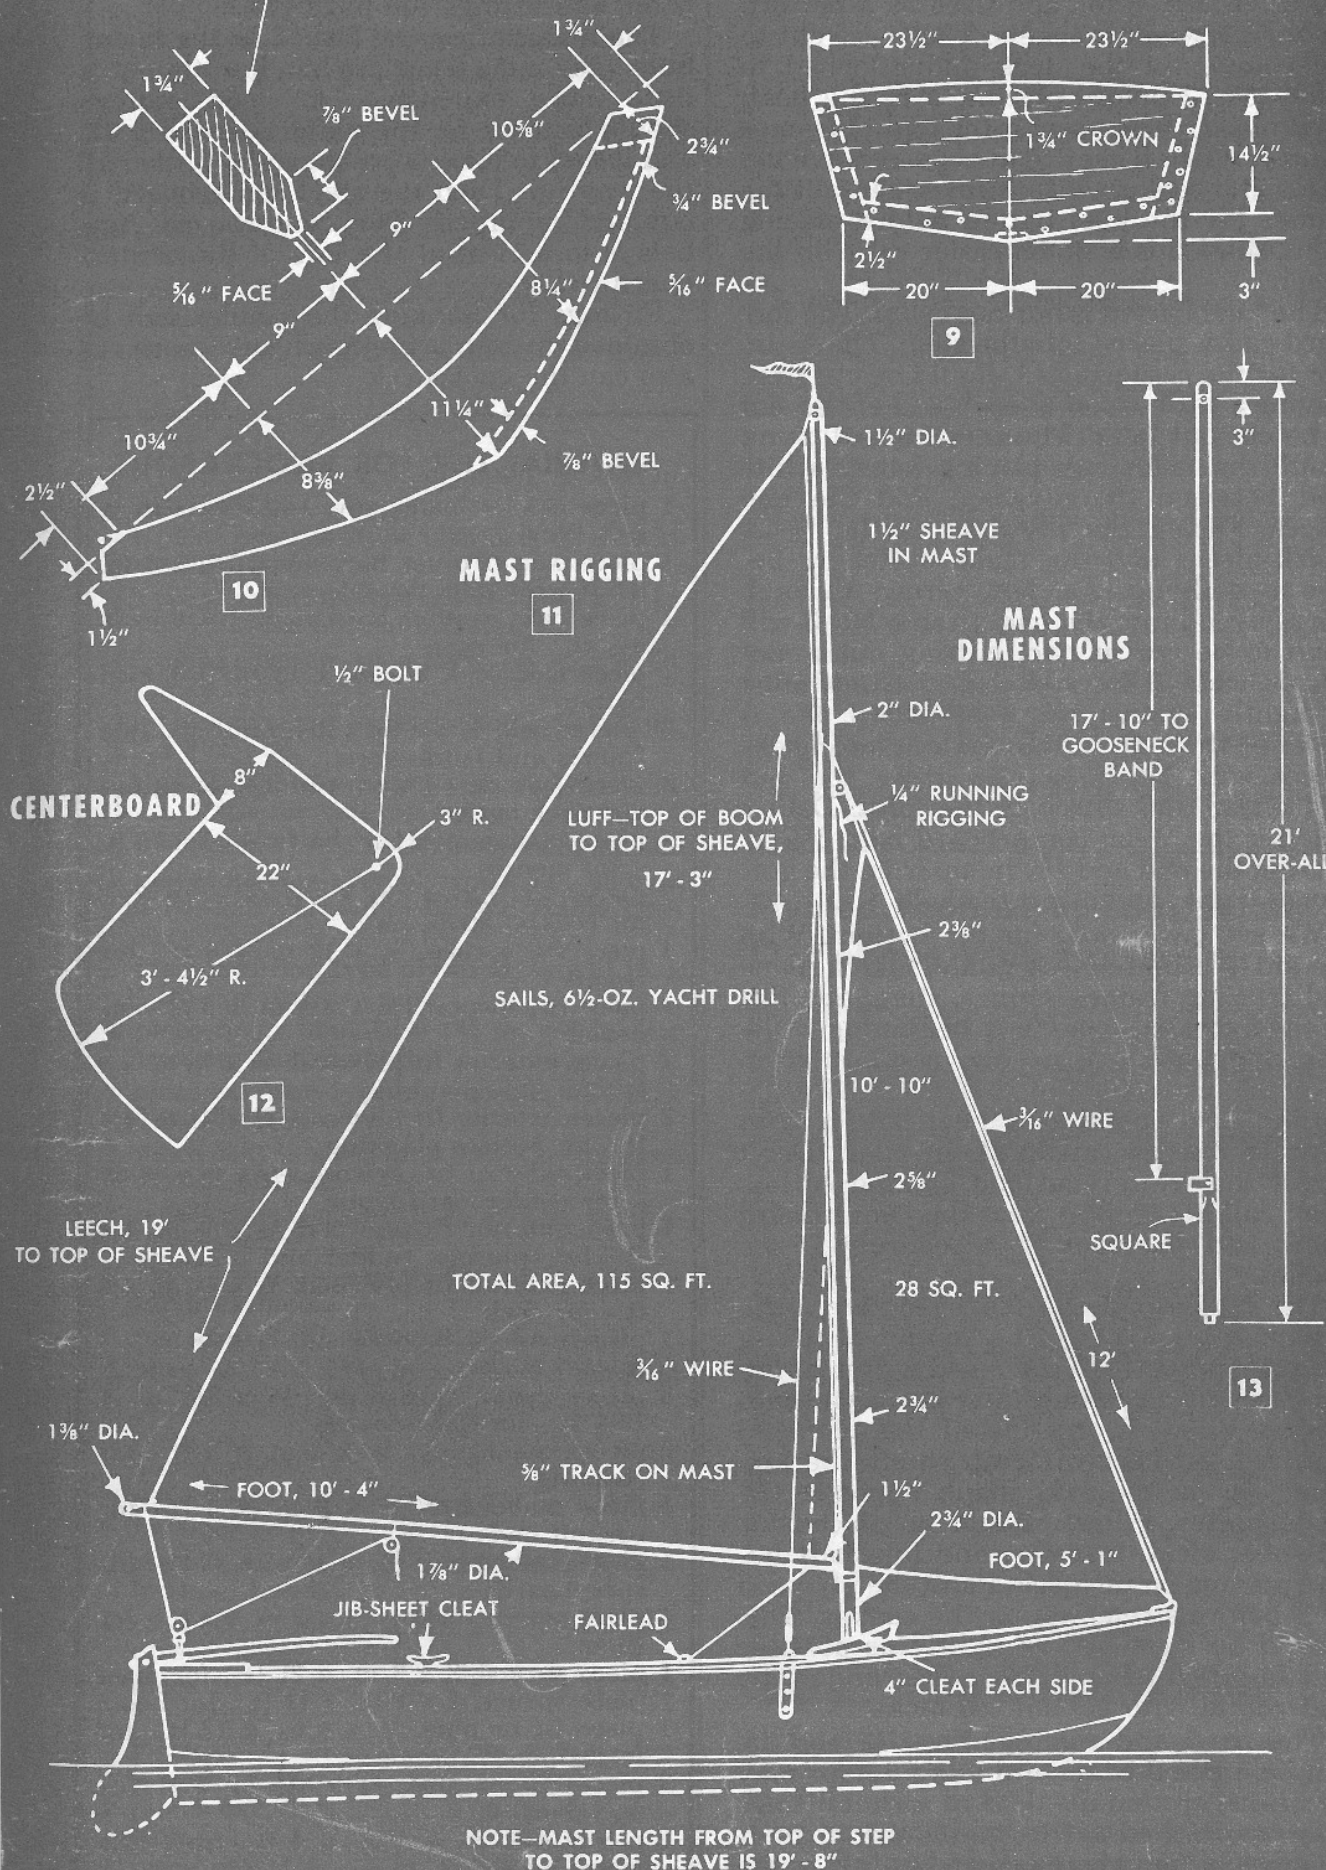 1¾"
⅞" BEVEL
5⁄16" FACE
1¾"
10⅝"
2¾"
¾" BEVEL
9"
8¼"
5⁄16" FACE
9"
11¼"
⅞" BEVEL
10¾"
8⅜"
2½"
1½"
10
23½"
23½"
1¾" CROWN
14½"
2½"
20"
20"
3"
9
MAST RIGGING
11
1½" DIA.
1½" SHEAVE
IN MAST
MAST
DIMENSIONS
3"
17' - 10" TO
GOOSENECK
BAND
21'
OVER-ALL
SQUARE
13
½" BOLT
8"
CENTERBOARD
3" R.
22"
3' - 4½" R.
12
2" DIA.
LUFF—TOP OF BOOM
TO TOP OF SHEAVE,
17' - 3"
¼" RUNNING
RIGGING
2⅜"
SAILS, 6½-OZ. YACHT DRILL
10' - 10"
3⁄16" WIRE
2⅝"
LEECH, 19'
TO TOP OF SHEAVE
TOTAL AREA, 115 SQ. FT.
28 SQ. FT.
3⁄16" WIRE
12'
2¾"
1⅜" DIA.
FOOT, 10' - 4"
⅝" TRACK ON MAST
1½"
2¾" DIA.
FOOT, 5' - 1"
1⅞" DIA.
JIB-SHEET CLEAT
FAIRLEAD
4" CLEAT EACH SIDE
NOTE—MAST LENGTH FROM TOP OF STEP
TO TOP OF SHEAVE IS 19' - 8"